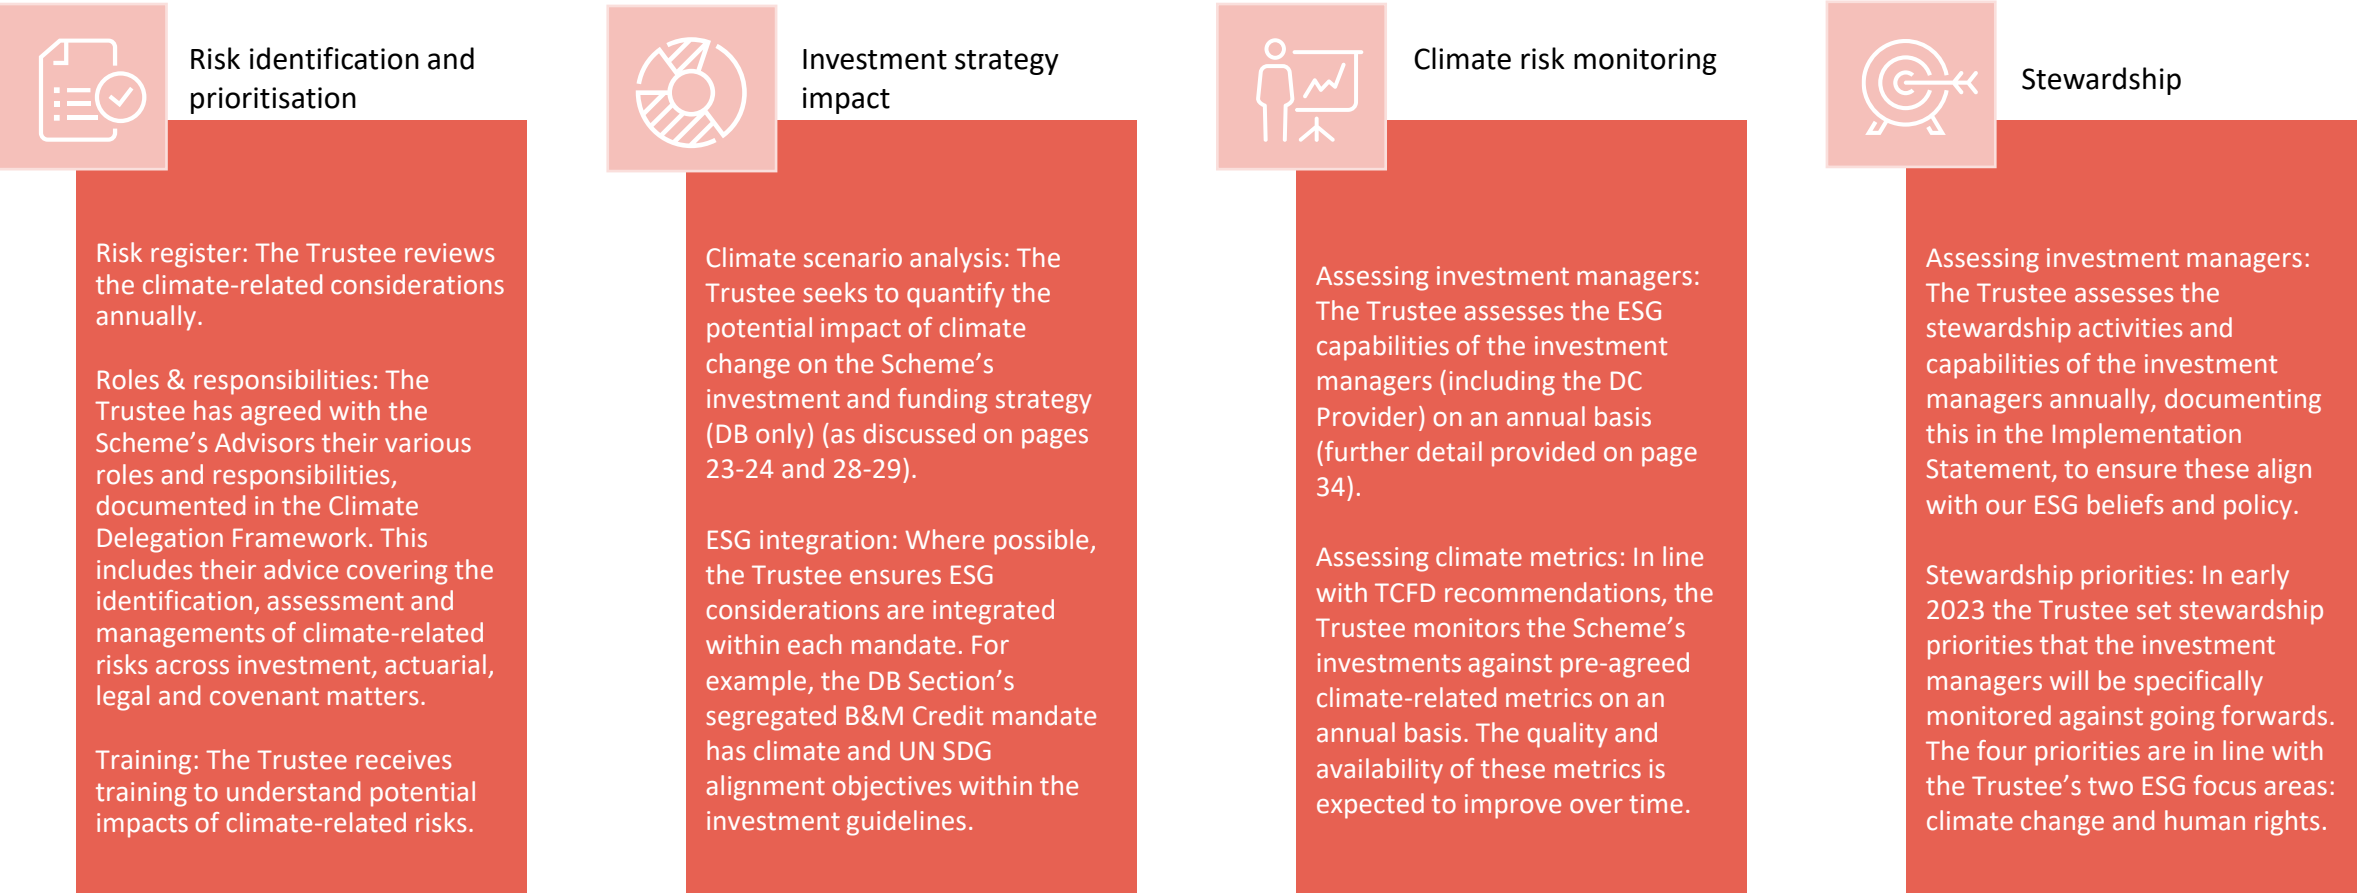 Risk identification and
prioritisation
Risk register: The Trustee reviews
the climate-related considerations
annually.
Roles & responsibilities: The
Trustee has agreed with the
Scheme’s Advisors their various
roles and responsibilities,
documented in the Climate
Delegation Framework. This
includes their advice covering the
identification, assessment and
managements of climate-related
risks across investment, actuarial,
legal and covenant matters.
Training: The Trustee receives
training to understand potential
impacts of climate-related risks.
Investment strategy
impact
Climate scenario analysis: The
Trustee seeks to quantify the
potential impact of climate
change on the Scheme’s
investment and funding strategy
(DB only) (as discussed on pages
23-24 and 28-29).
ESG integration: Where possible,
the Trustee ensures ESG
considerations are integrated
within each mandate. For
example, the DB Section’s
segregated B&M Credit mandate
has climate and UN SDG
alignment objectives within the
investment guidelines.
Climate risk monitoring
Assessing investment managers:
The Trustee assesses the ESG
capabilities of the investment
managers (including the DC
Provider) on an annual basis
(further detail provided on page
34).
Assessing climate metrics: In line
with TCFD recommendations, the
Trustee monitors the Scheme’s
investments against pre-agreed
climate-related metrics on an
annual basis. The quality and
availability of these metrics is
expected to improve over time.
Stewardship
Assessing investment managers:
The Trustee assesses the
stewardship activities and
capabilities of the investment
managers annually, documenting
this in the Implementation
Statement, to ensure these align
with our ESG beliefs and policy.
Stewardship priorities: In early
2023 the Trustee set stewardship
priorities that the investment
managers will be specifically
monitored against going forwards.
The four priorities are in line with
the Trustee’s two ESG focus areas:
climate change and human rights.